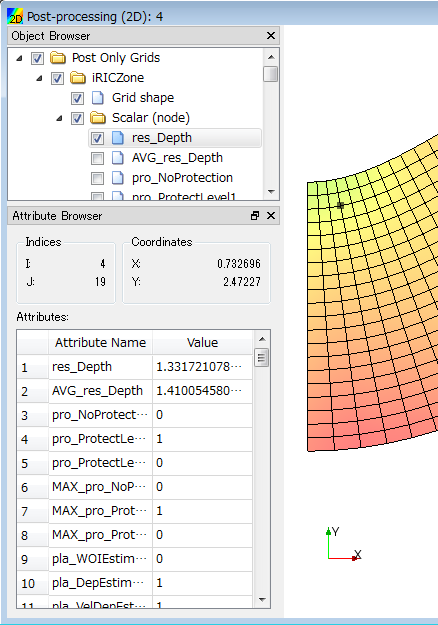 2D Post-processing (2D): 4
Object Browser
Post Only Grids
iRICZone
Grid shape
Scalar (node)
res_Depth
AVG_res_Depth
pro_NoProtection
pro_ProtectLevel1
Attribute Browser
Indices
I: 4
J: 19
Coordinates
X: 0.732696
Y: 2.47227
Attributes:
Attribute Name Value
1 res_Depth 1.331721078···
2 AVG_res_Depth 1.410054580···
3 pro_NoProtect··· 0
4 pro_ProtectLe··· 1
5 pro_ProtectLe··· 0
6 MAX_pro_NoP··· 0
7 MAX_pro_Prot··· 1
8 MAX_pro_Prot··· 0
9 pla_WOIEstim··· 0
10 pla_DepEstim··· 1
11 pla_VelDepEst··· 1
Y
X